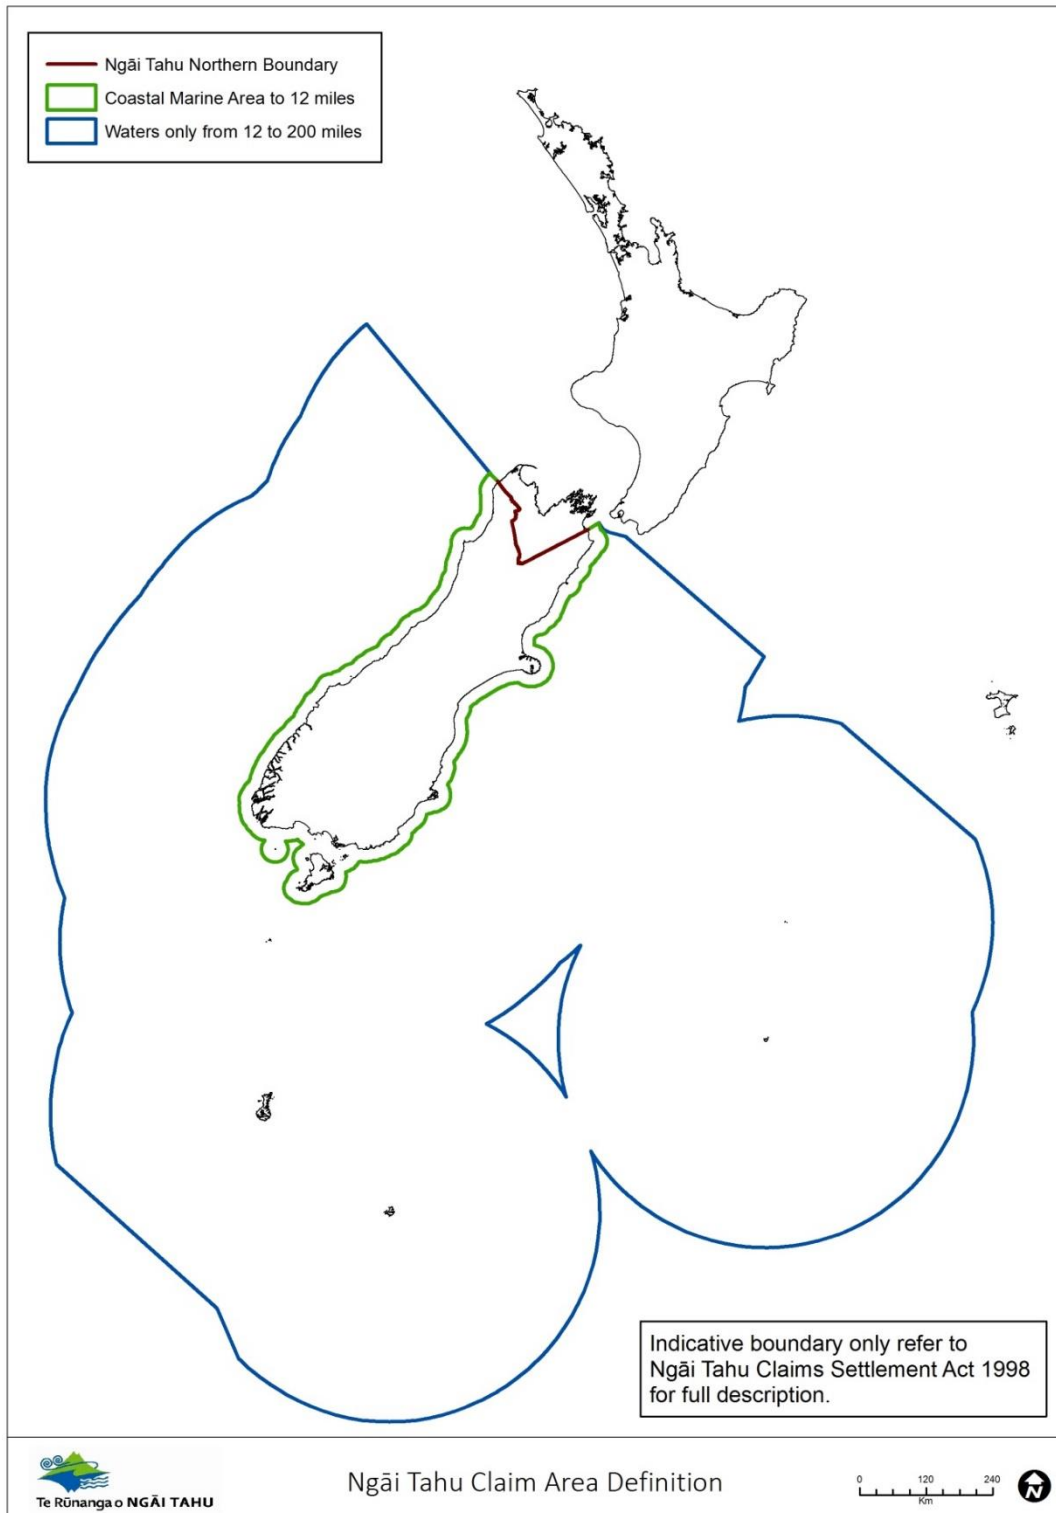 Ngāi Tahu Northern Boundary
Coastal Marine Area to 12 miles
Waters only from 12 to 200 miles
Indicative boundary only refer to
Ngāi Tahu Claims Settlement Act 1998
for full description.
Te Rūnanga o NGĀI TAHU
Ngāi Tahu Claim Area Definition
0 120 240
Km
N